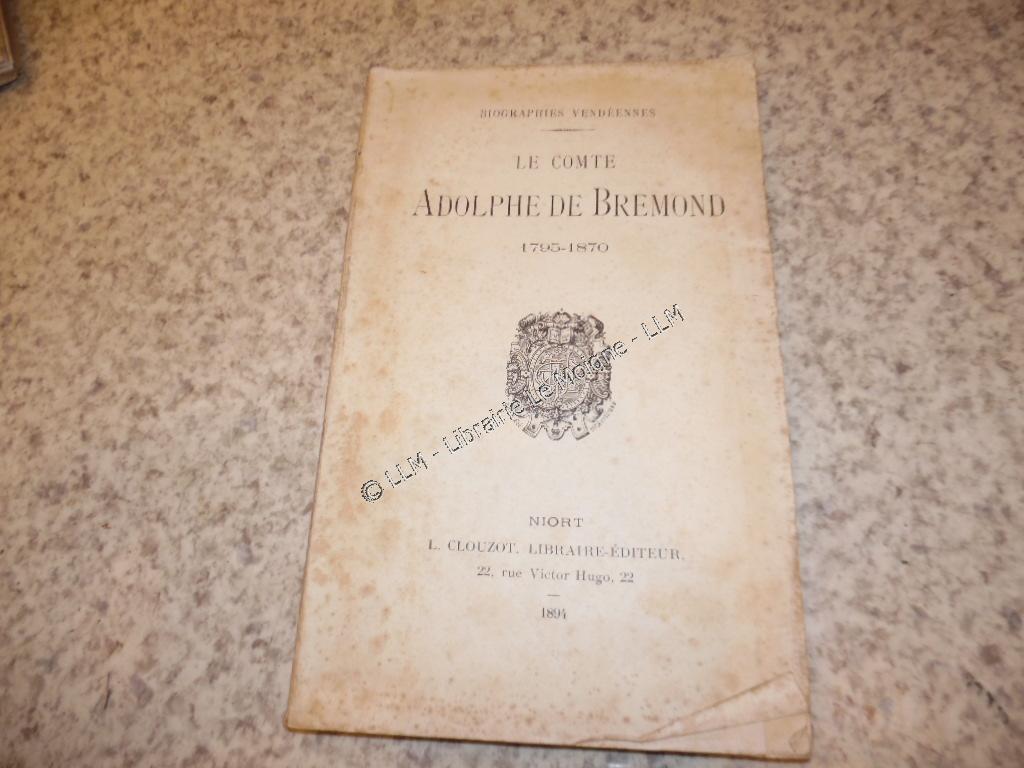 BIOGRAPHIES VENDÉENNES
LE COMTE
ADOLPHE DE BREMOND
1795-1870
© LLM - Librairie Le Moigne - LLM
NIORT
L. CLOUZOT, LIBRAIRE-ÉDITEUR,
22, rue Victor Hugo, 22
1894